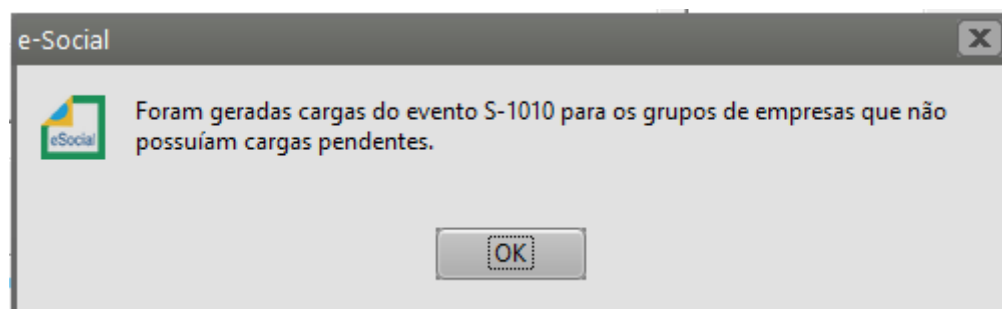 e-Social
eSocial
Foram geradas cargas do evento S-1010 para os grupos de empresas que não
possuíam cargas pendentes.
OK